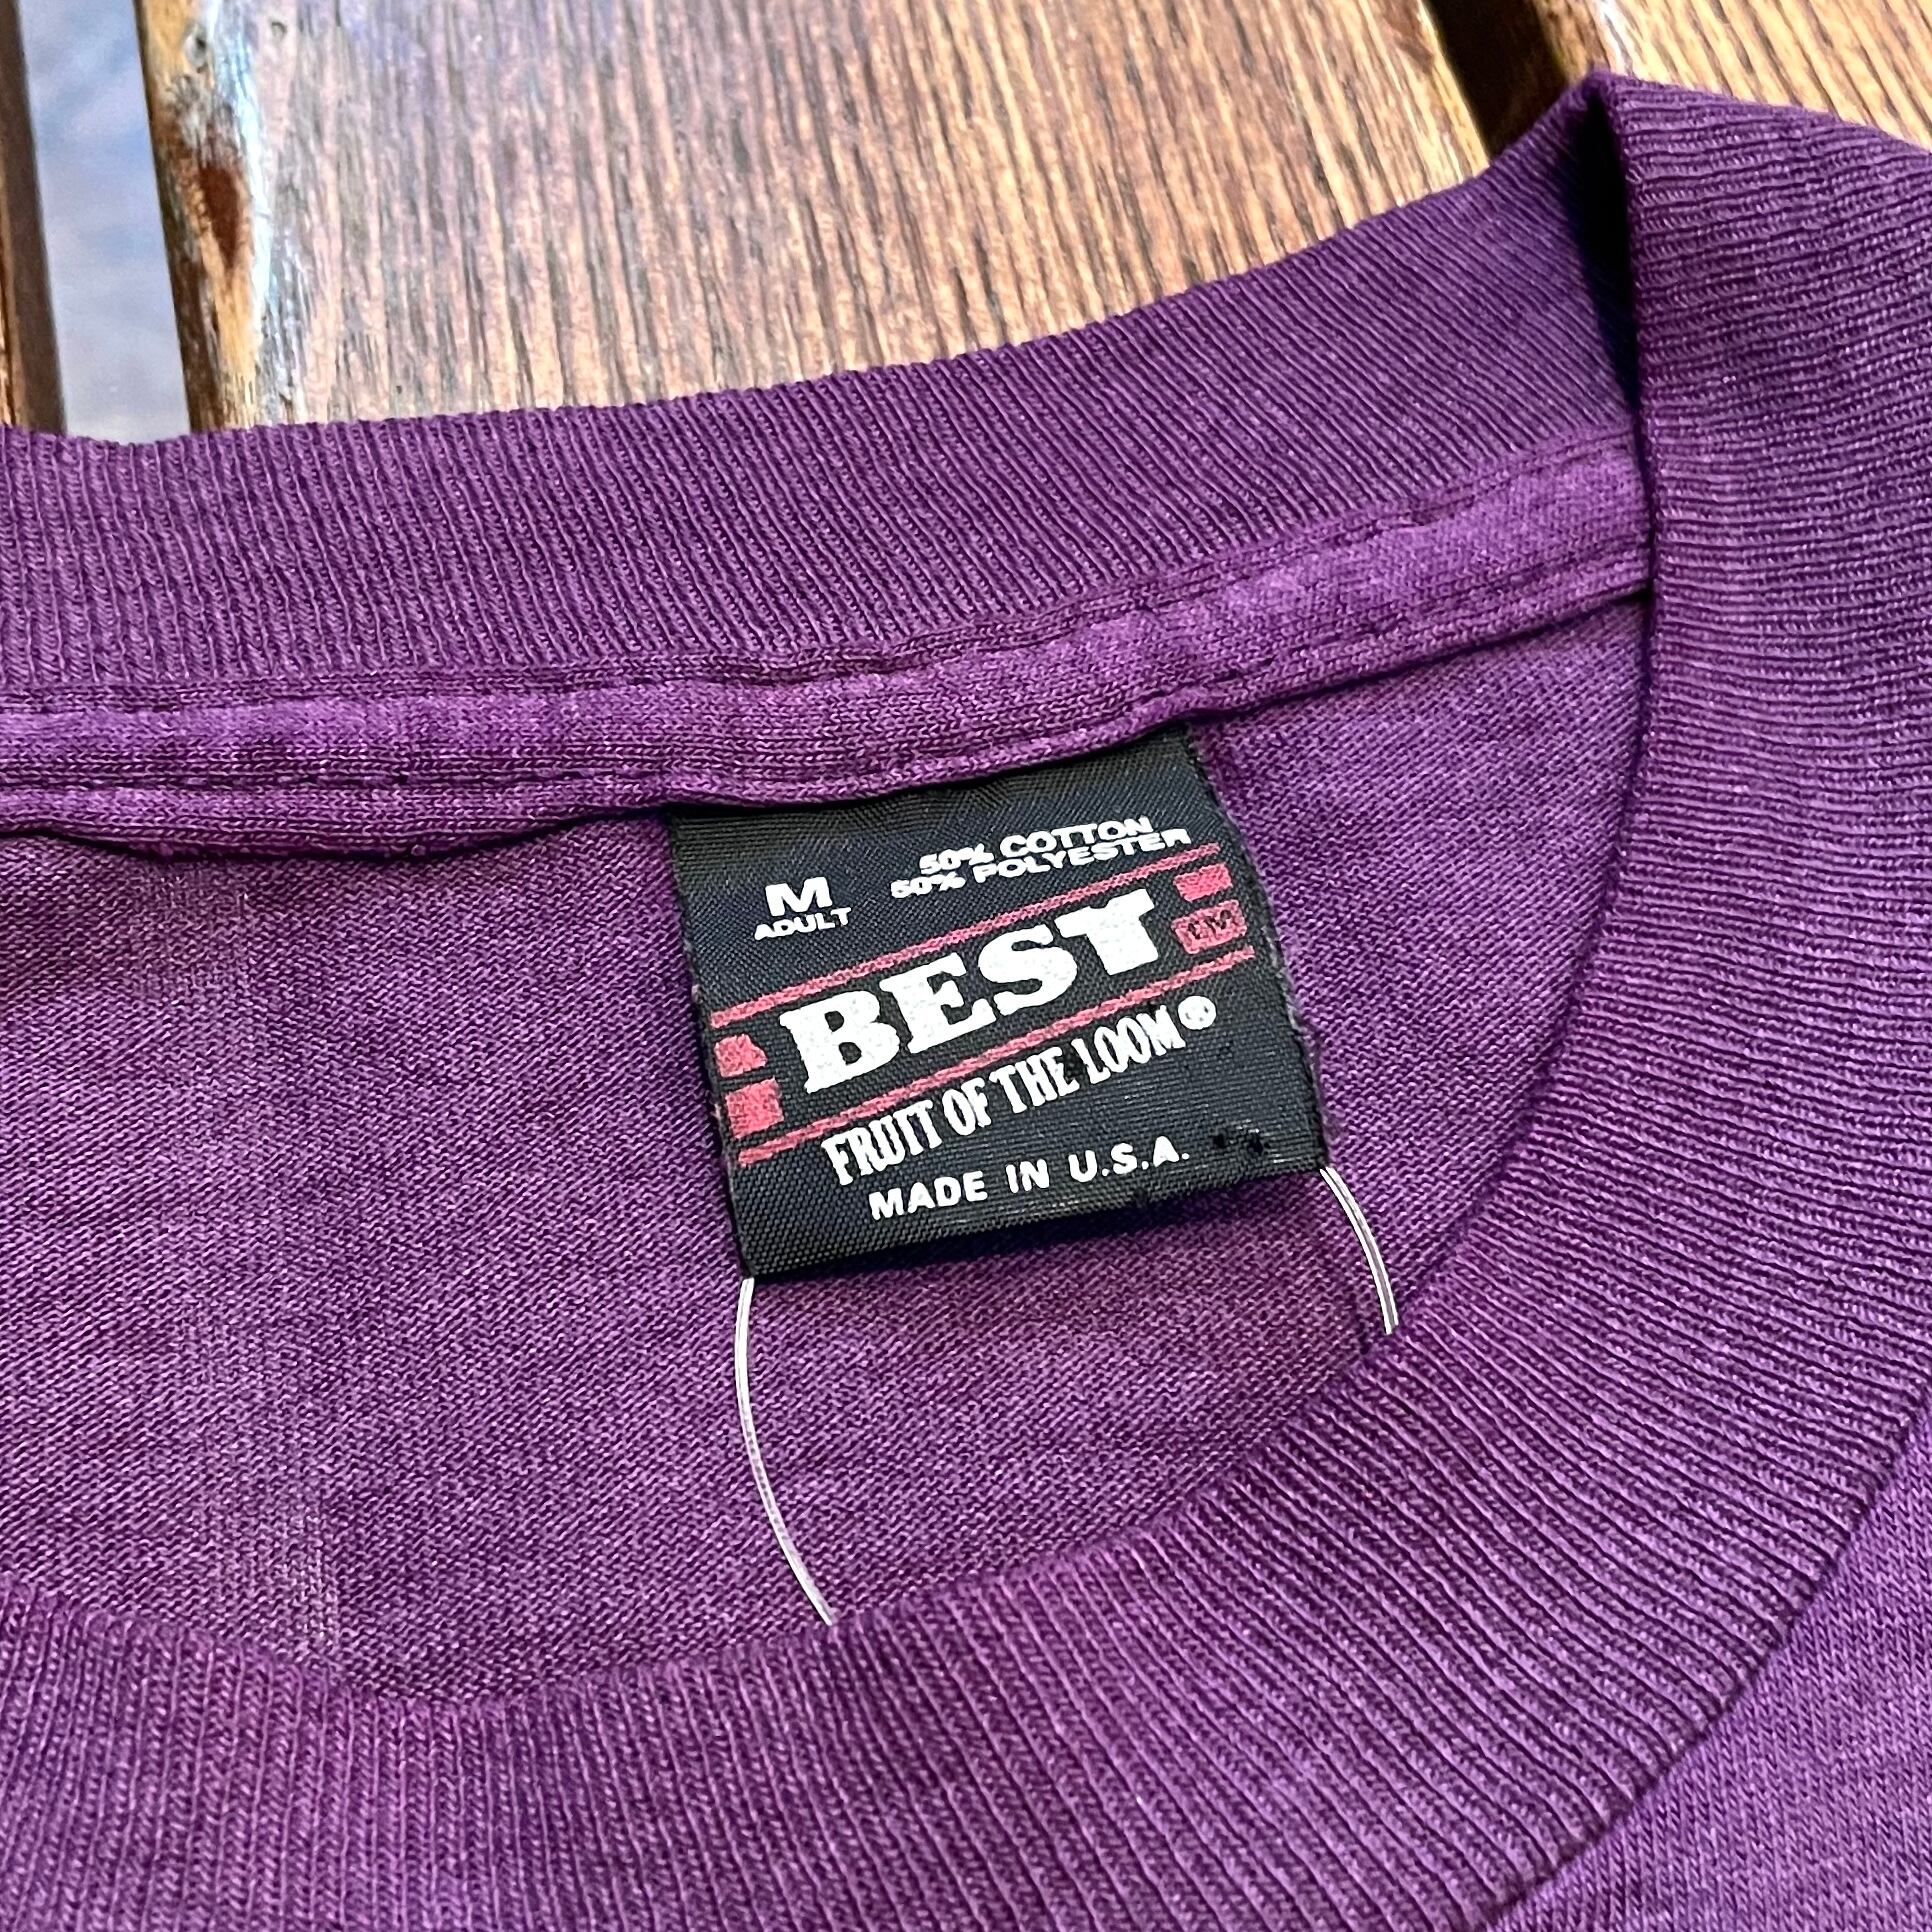 50% COTTON
50% POLYESTER
M
ADULT
BEST
TM
FRUIT OF THE LOOM®
MADE IN U.S.A.